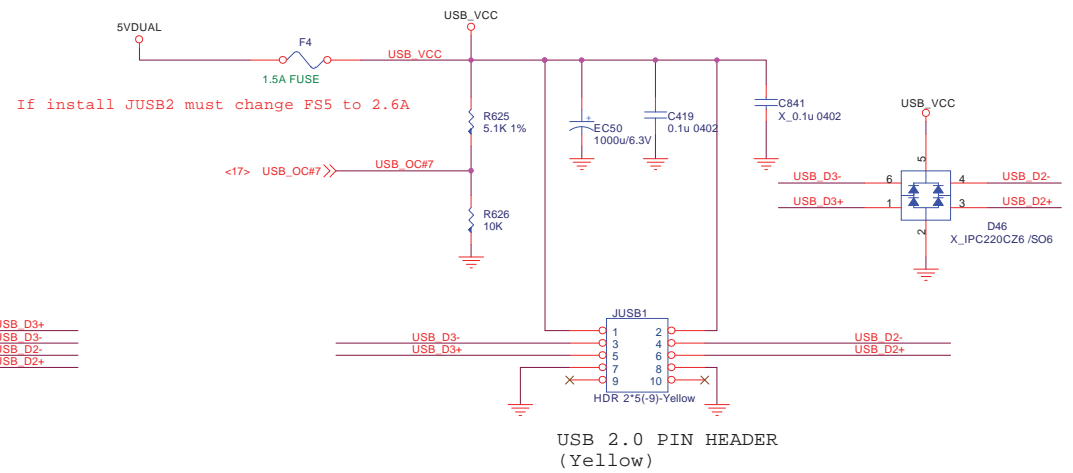 USB_VCC
5VDUAL
F4
USB_VCC
1.5A FUSE
If install JUSB2 must change FS5 to 2.6A
R625
5.1K 1%
+
EC50
1000u/6.3V
C419
0.1u 0402
C841
X_0.1u 0402
USB_VCC
<17> USB_OC#7
USB_OC#7
R626
10K
5
USB_D3- 6 4 USB_D2-
USB_D3+ 1 3 USB_D2+
2
D46
X_IPC220CZ6 /SO6
USB_D3+
USB_D3-
USB_D2-
USB_D2+
JUSB1
1 2
USB_D3- 3 4 USB_D2-
USB_D3+ 5 6 USB_D2+
7 8
9 10
HDR 2*5(-9)-Yellow
USB 2.0 PIN HEADER
(Yellow)